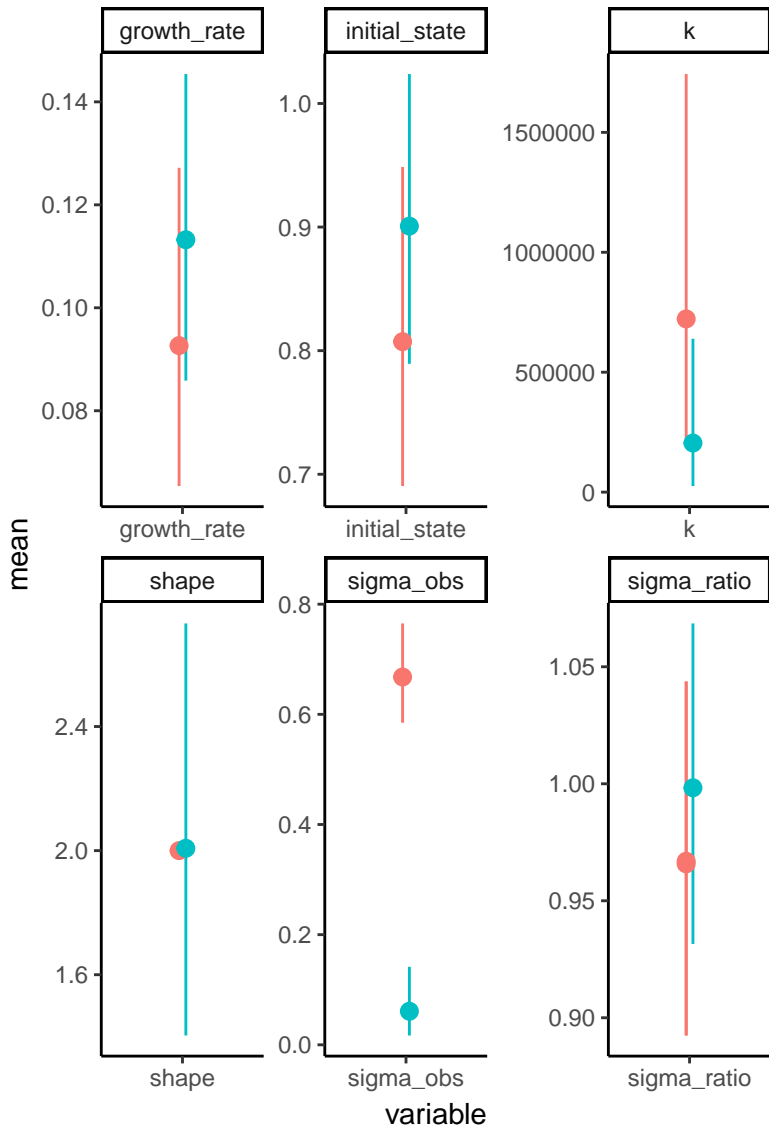 growth_rate
initial_state
k
0.14
0.12
0.10
0.08
1.0
0.9
0.8
0.7
1500000
1000000
500000
0
growth_rate
initial_state
k
mean
shape
sigma_obs
sigma_ratio
2.4
2.0
1.6
0.8
0.6
0.4
0.2
0.0
1.05
1.00
0.95
0.90
shape
sigma_obs
sigma_ratio
variable